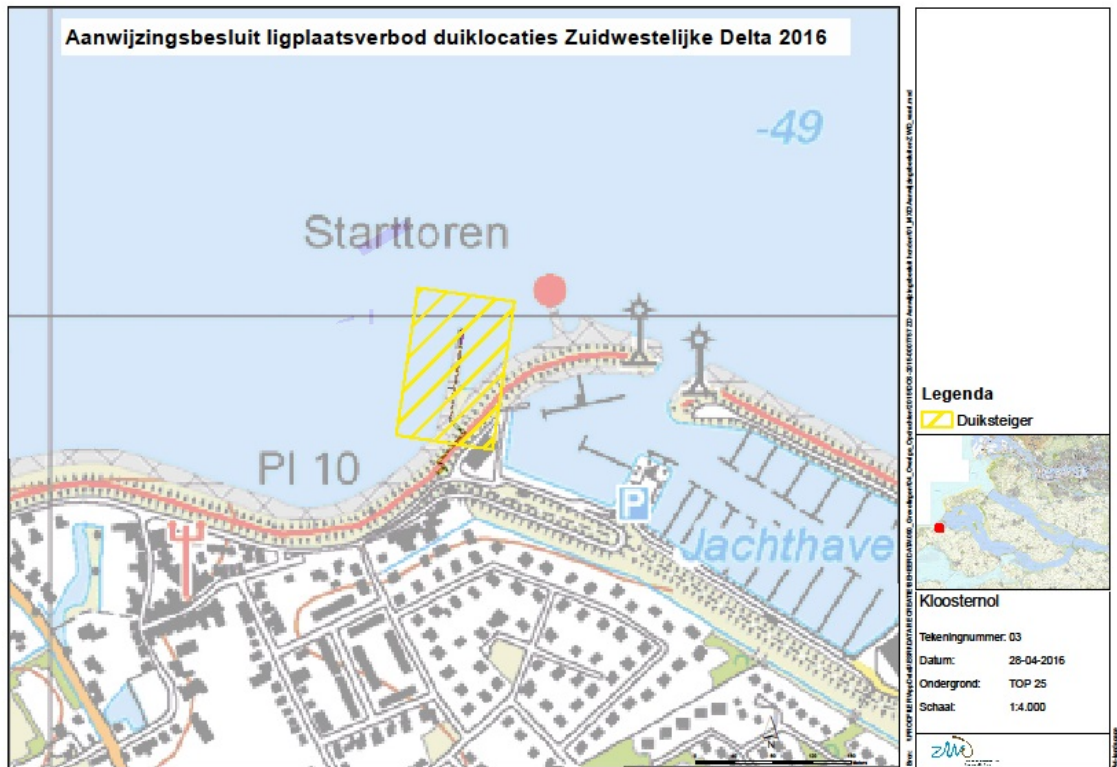 Aanwijzingsbesluit ligplaatsverbod duiklocaties Zuidwestelijke Delta 2016
-49
Starttoren
Pl 10
P
Jachthave
Legenda
Duiksteiger
Kloosternol
Tekeningnummer: 03
Datum: 28-04-2016
Ondergrond: TOP 25
Schaal: 1:4.000